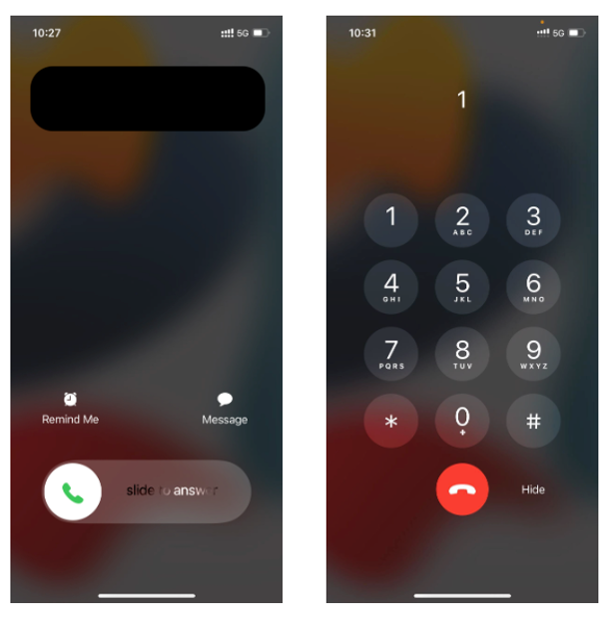 10:27 5G
Remind Me Message
slide to answer
10:31 5G
1
1 2 3
ABC DEF
4 5 6
GHI JKL MNO
7 8 9
PQRS TUV WXYZ
* 0 #
+
Hide